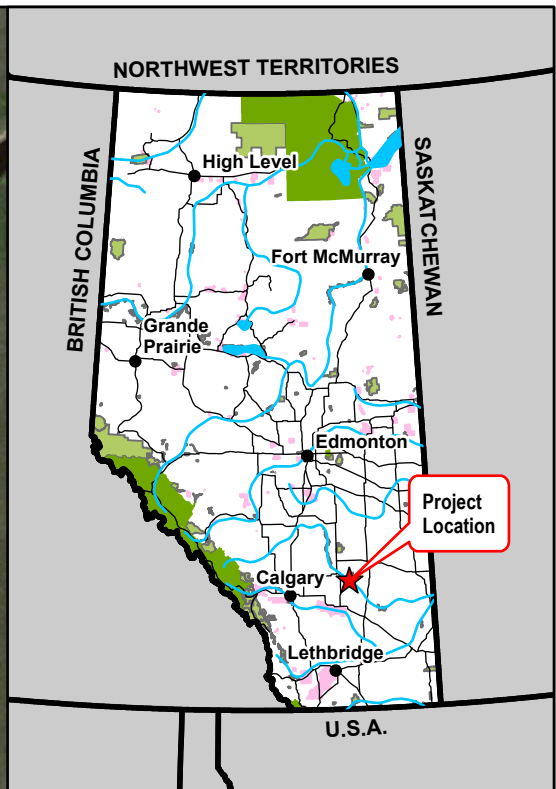 NORTHWEST TERRITORIES
BRITISH COLUMBIA
SASKATCHEWAN
High Level
Fort McMurray
Grande
Prairie
Edmonton
Project
Location
Calgary
Lethbridge
U.S.A.